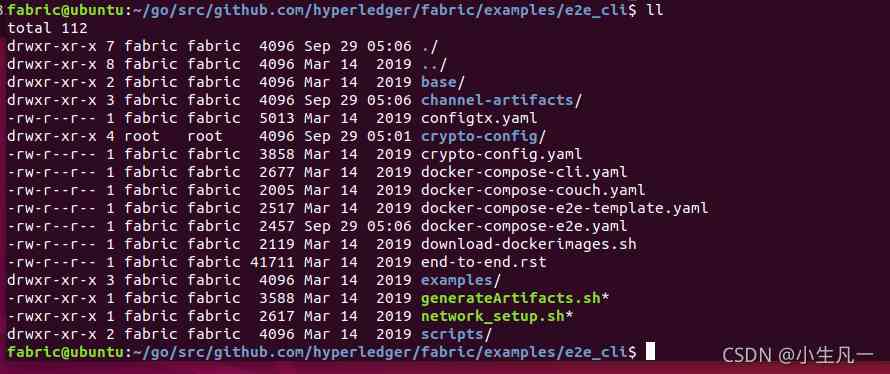 fabric@ubuntu:~/go/src/github.com/hyperledger/fabric/examples/e2e_cli$ ll
total 112
drwxr-xr-x 7 fabric fabric  4096 Sep 29 05:06 ./
drwxr-xr-x 8 fabric fabric  4096 Mar 14  2019 ../
drwxr-xr-x 2 fabric fabric  4096 Mar 14  2019 base/
drwxr-xr-x 3 fabric fabric  4096 Sep 29 05:06 channel-artifacts/
-rw-r--r-- 1 fabric fabric  5013 Mar 14  2019 configtx.yaml
drwxr-xr-x 4 root   root    4096 Sep 29 05:01 crypto-config/
-rw-r--r-- 1 fabric fabric  3858 Mar 14  2019 crypto-config.yaml
-rw-r--r-- 1 fabric fabric  2677 Mar 14  2019 docker-compose-cli.yaml
-rw-r--r-- 1 fabric fabric  2005 Mar 14  2019 docker-compose-couch.yaml
-rw-r--r-- 1 fabric fabric  2517 Mar 14  2019 docker-compose-e2e-template.yaml
-rw-r--r-- 1 fabric fabric  2457 Sep 29 05:06 docker-compose-e2e.yaml
-rw-r--r-- 1 fabric fabric  2119 Mar 14  2019 download-dockerimages.sh
-rw-r--r-- 1 fabric fabric 41711 Mar 14  2019 end-to-end.rst
drwxr-xr-x 3 fabric fabric  4096 Mar 14  2019 examples/
-rwxr-xr-x 1 fabric fabric  3588 Mar 14  2019 generateArtifacts.sh*
-rwxr-xr-x 1 fabric fabric  2617 Mar 14  2019 network_setup.sh*
drwxr-xr-x 2 fabric fabric  4096 Mar 14  2019 scripts/
fabric@ubuntu:~/go/src/github.com/hyperledger/fabric/examples/e2e_cli$
CSDN @小生凡一